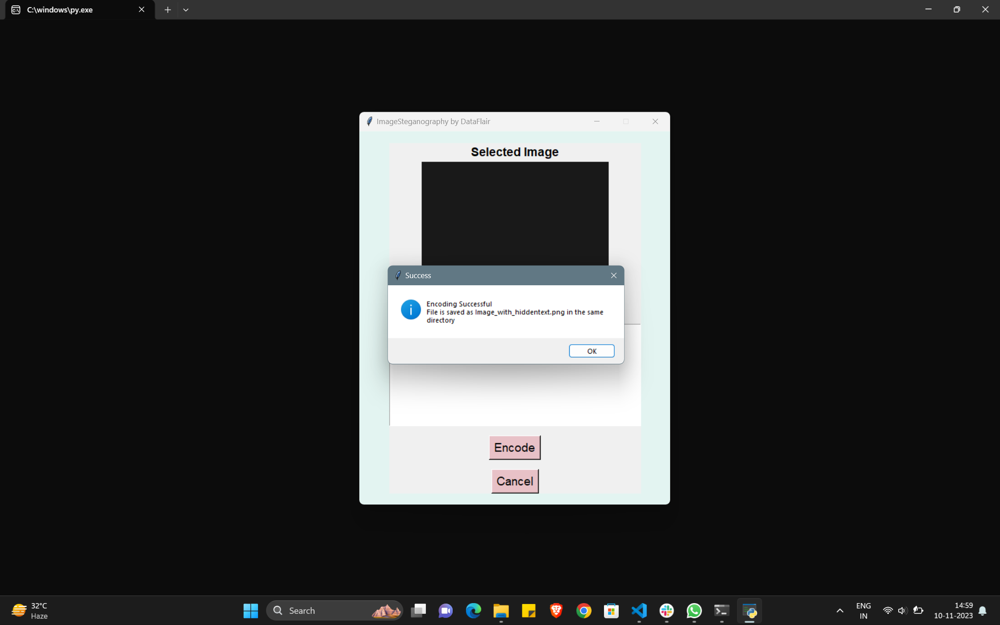 C:\windows\py.exe
ImageSteganography by DataFlair
Selected Image
Success
Encoding Successful
File is saved as Image_with_hiddentext.png in the same
directory
OK
Encode
Cancel
32°C
Haze
Search
ENG
IN
14:59
10-11-2023